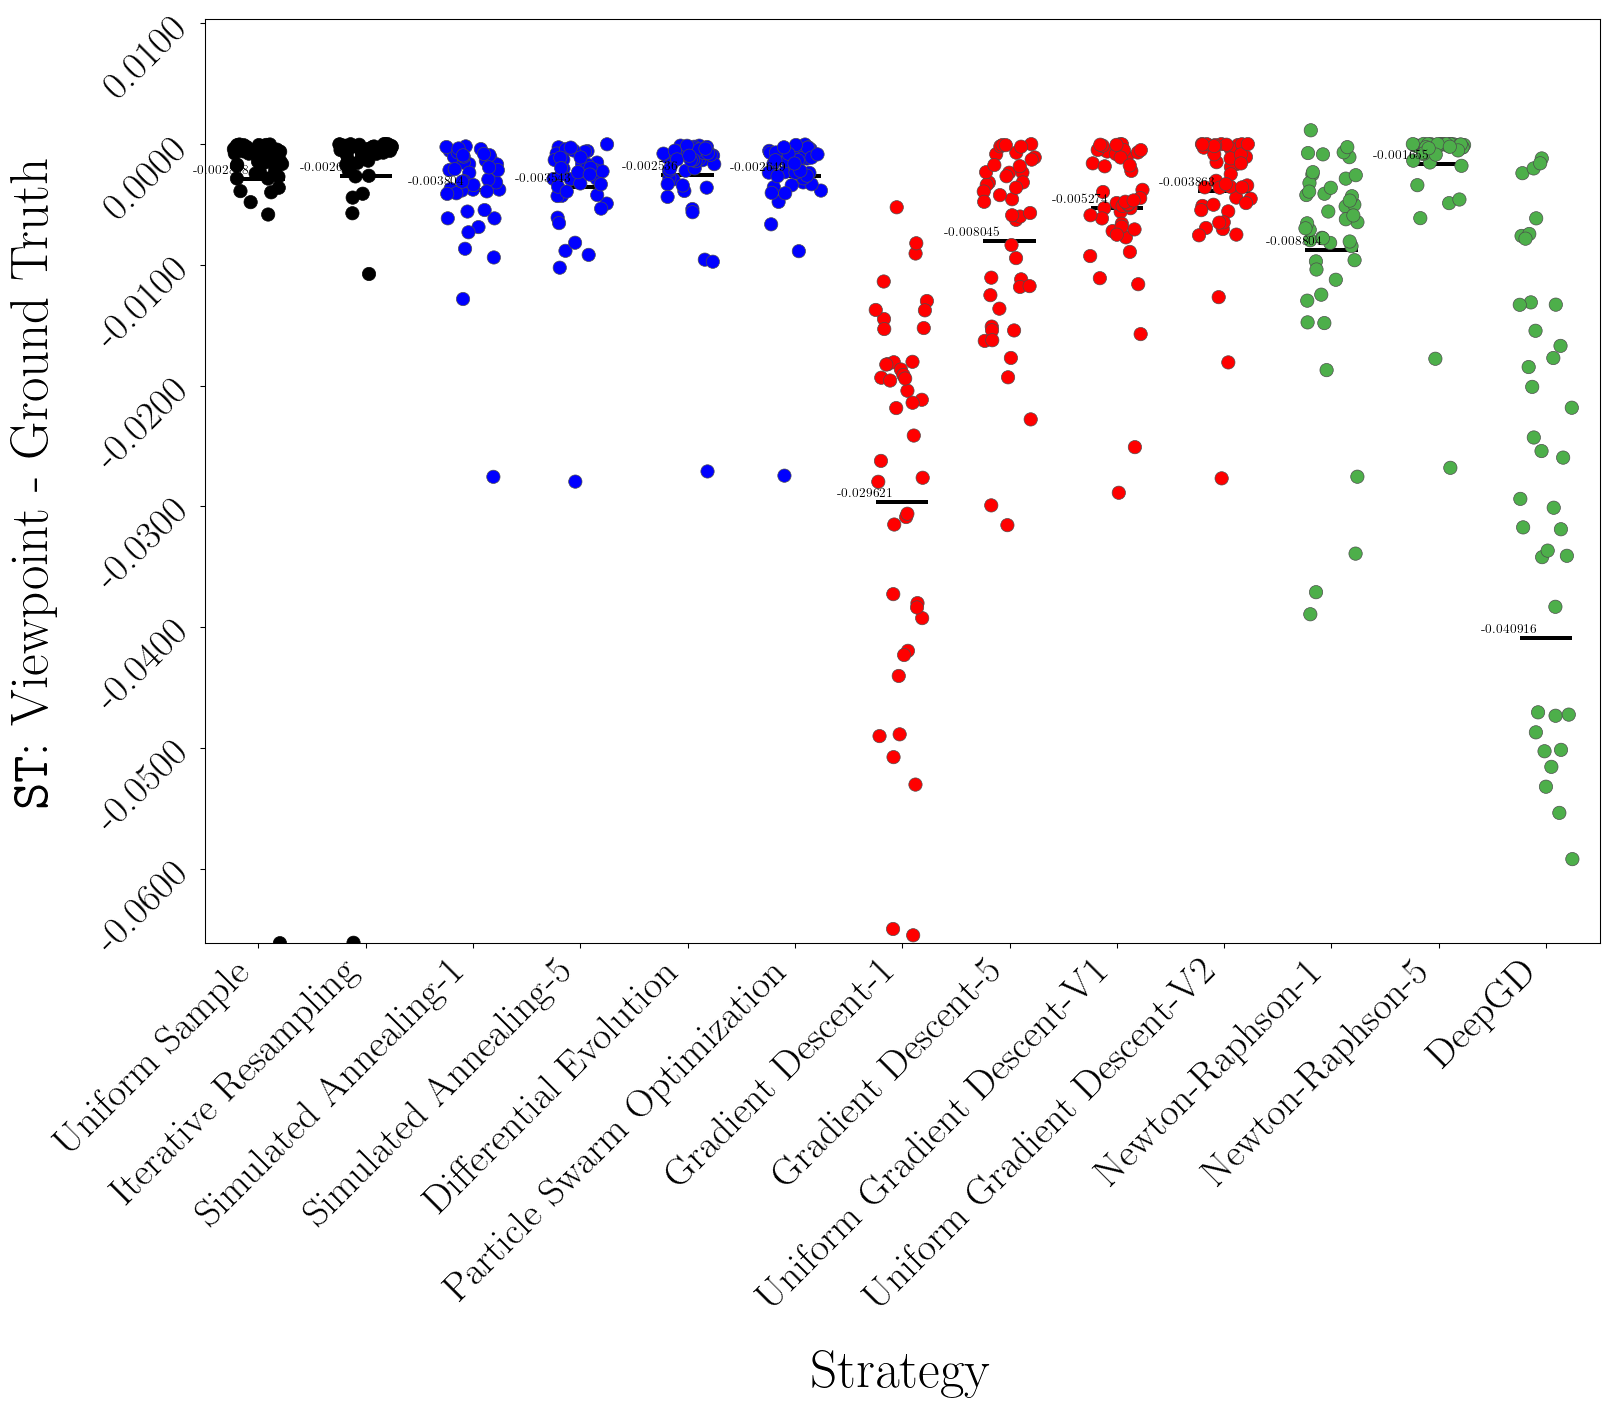 ST: Viewpoint - Ground Truth
0.0100
0.0000
-0.0100
-0.0200
-0.0300
-0.0400
-0.0500
-0.0600
-0.029621
-0.008045
-0.005274
-0.003863
-0.008804
-0.001655
-0.040916
Uniform Sample
Iterative Resampling
Simulated Annealing-1
Simulated Annealing-5
Differential Evolution
Particle Swarm Optimization
Gradient Descent-1
Gradient Descent-5
Uniform Gradient Descent-V1
Uniform Gradient Descent-V2
Newton-Raphson-1
Newton-Raphson-5
DeepGD
Strategy